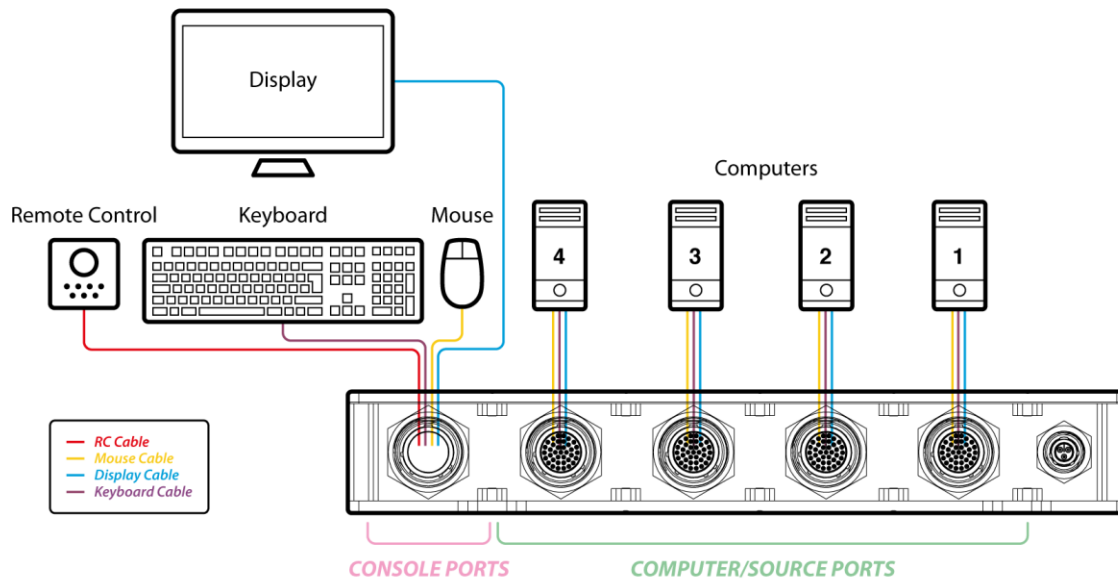 Display
Computers
Remote Control
Keyboard
Mouse
4
3
2
1
RC Cable
Mouse Cable
Display Cable
Keyboard Cable
CONSOLE PORTS
COMPUTER/SOURCE PORTS